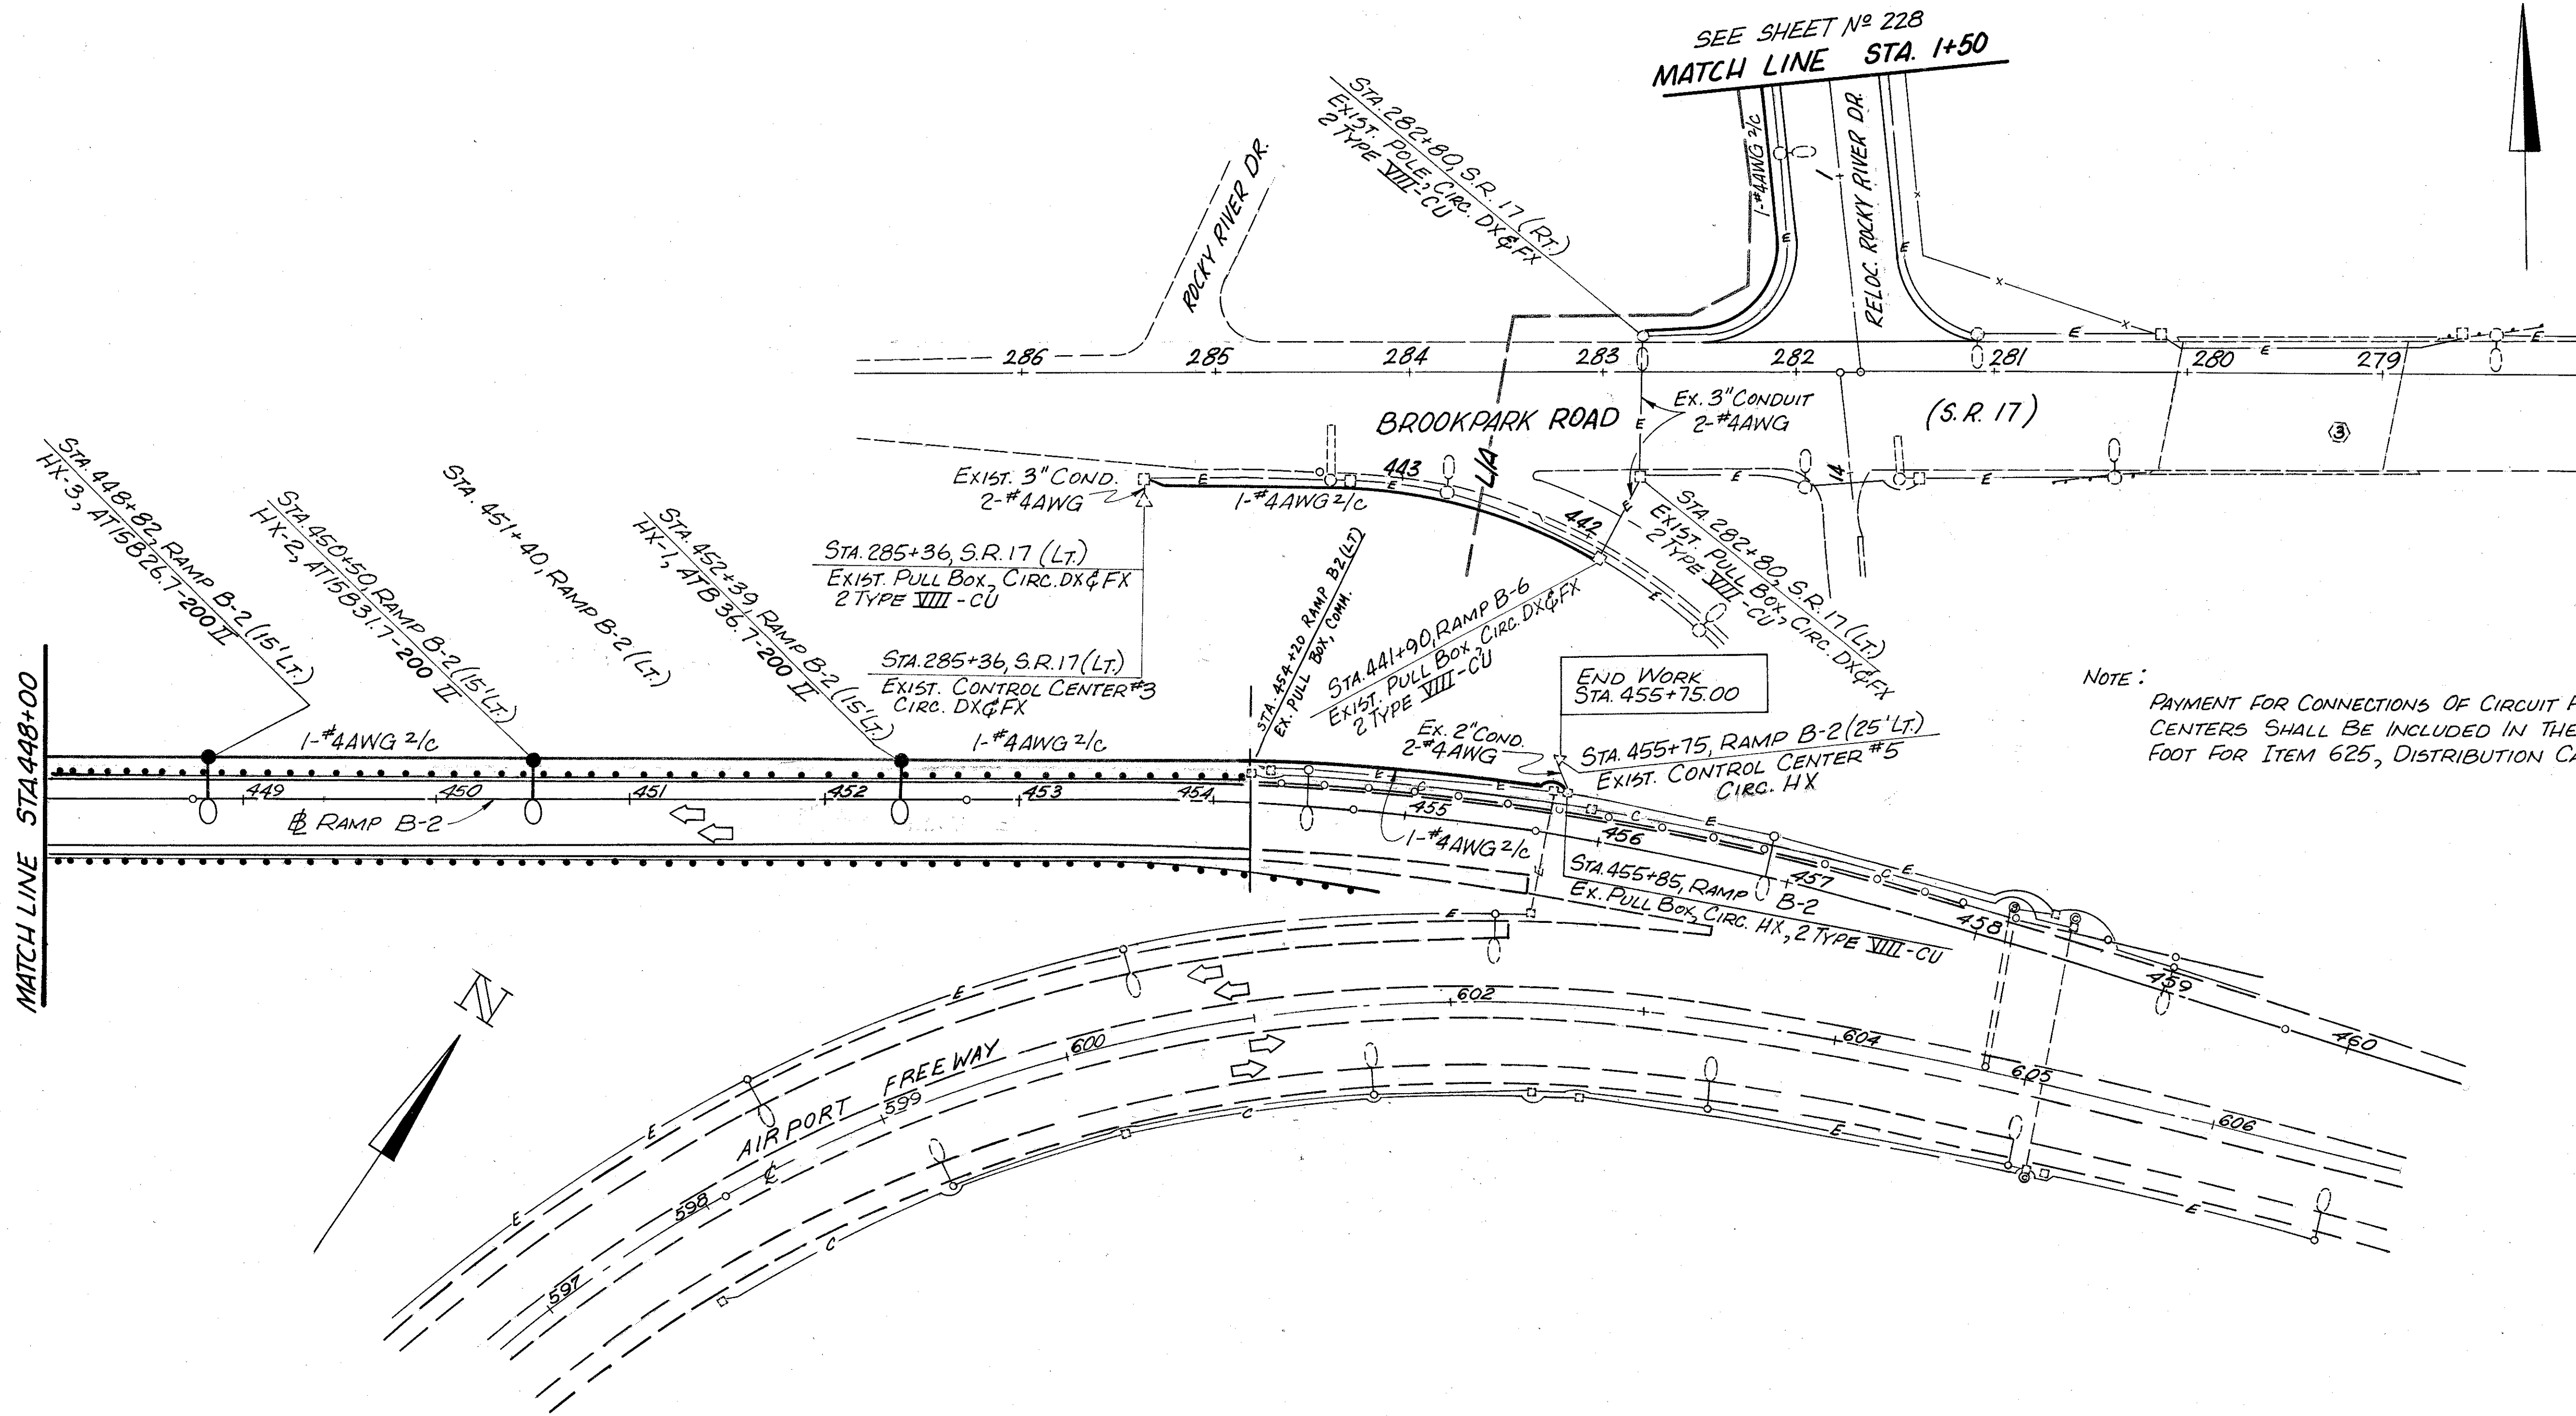 SEE SHEET Nº 228
MATCH LINE STA. 1+50
STA. 282+80, S.R. 17 (RT.)
EXIST. POLE, CIRC. DX&FX
2 TYPE VIII-CU
ROCKY RIVER DR.
1-#4AWG 2/C
1
RELOC. ROCKY RIVER DR.
286
285
284
283
282
281
280
279
BROOKPARK ROAD
(S.R. 17)
EX. 3" CONDUIT
2-#4AWG
3
L/A
14
EXIST. 3" COND.
2-#4AWG
1-#4AWG 2/C
443
442
STA. 285+36, S.R. 17 (LT.)
EXIST. PULL BOX, CIRC. DX&FX
2 TYPE VIII-CU
STA. 285+36, S.R. 17 (LT.)
EXIST. CONTROL CENTER #3
CIRC. DX&FX
STA. 454+20 RAMP B2 (LT)
EX. PULL BOX, COMM.
STA. 441+90, RAMP B-6
EXIST. PULL BOX, CIRC. DX&FX
2 TYPE VIII-CU
STA. 282+80, S.R. 17 (LT.)
EXIST. PULL BOX, CIRC. DX&FX
2 TYPE VIII-CU
STA. 448+82, RAMP B-2 (15' LT.)
HX-3, AT15B26.7-200 II
STA. 450+50, RAMP B-2 (15' LT.)
HX-2, AT15B31.7-200 II
STA. 451+40, RAMP B-2 (LT.)
STA. 452+39, RAMP B-2 (15' LT.)
HX-1, ATB 36.7-200 II
END WORK
STA. 455+75.00
EX. 2" COND.
2-#4AWG
STA. 455+75, RAMP B-2 (25' LT.)
EXIST. CONTROL CENTER #5
CIRC. HX
NOTE:
PAYMENT FOR CONNECTIONS OF CIRCUIT
CENTERS SHALL BE INCLUDED IN THE
FOOT FOR ITEM 625, DISTRIBUTION
MATCH LINE STA. 448+00
1-#4AWG 2/C
1-#4AWG 2/C
449
450
451
452
453
454
455
456
457
458
459
460
BL RAMP B-2
1-#4AWG 2/C
STA. 455+85, RAMP B-2
EX. PULL BOX, CIRC. HX, 2 TYPE VIII-CU
N
AIRPORT FREEWAY
CL
597
598
599
600
602
604
605
606
E
E
E
E
E
E
E
E
E
E
C
C
C
C